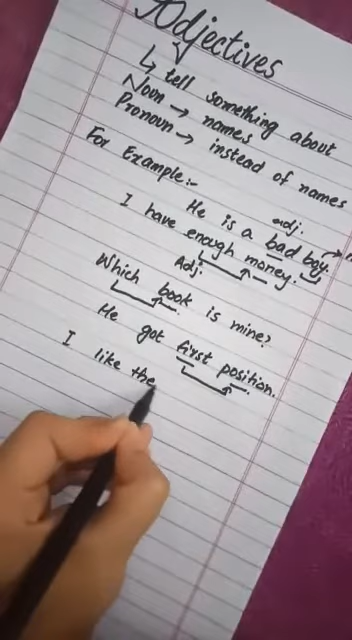 Adjectives
↳ tell something about
Noun → names
Pronoun → instead of names
For Example:-
adj.
He is a bad boy.
I have enough money.
Adj.
Which book is mine?
He got first position.
I like the